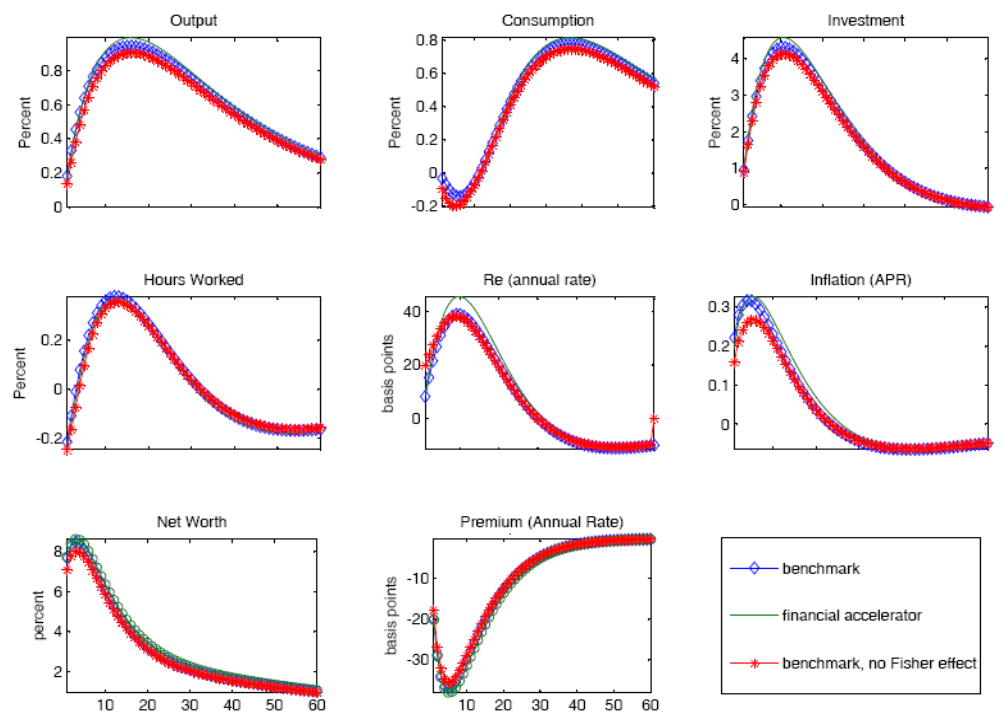 Output
Consumption
Investment
Percent
0.8
0.6
0.4
0.2
0
Percent
0.8
0.6
0.4
0.2
0
-0.2
Percent
4
3
2
1
0
Hours Worked
Re (annual rate)
Inflation (APR)
Percent
0.2
0
-0.2
basis points
40
20
0
0.3
0.2
0.1
0
Net Worth
Premium (Annual Rate)
percent
8
6
4
2
10 20 30 40 50 60
basis points
-10
-20
-30
10 20 30 40 50 60
benchmark
financial accelerator
benchmark, no Fisher effect